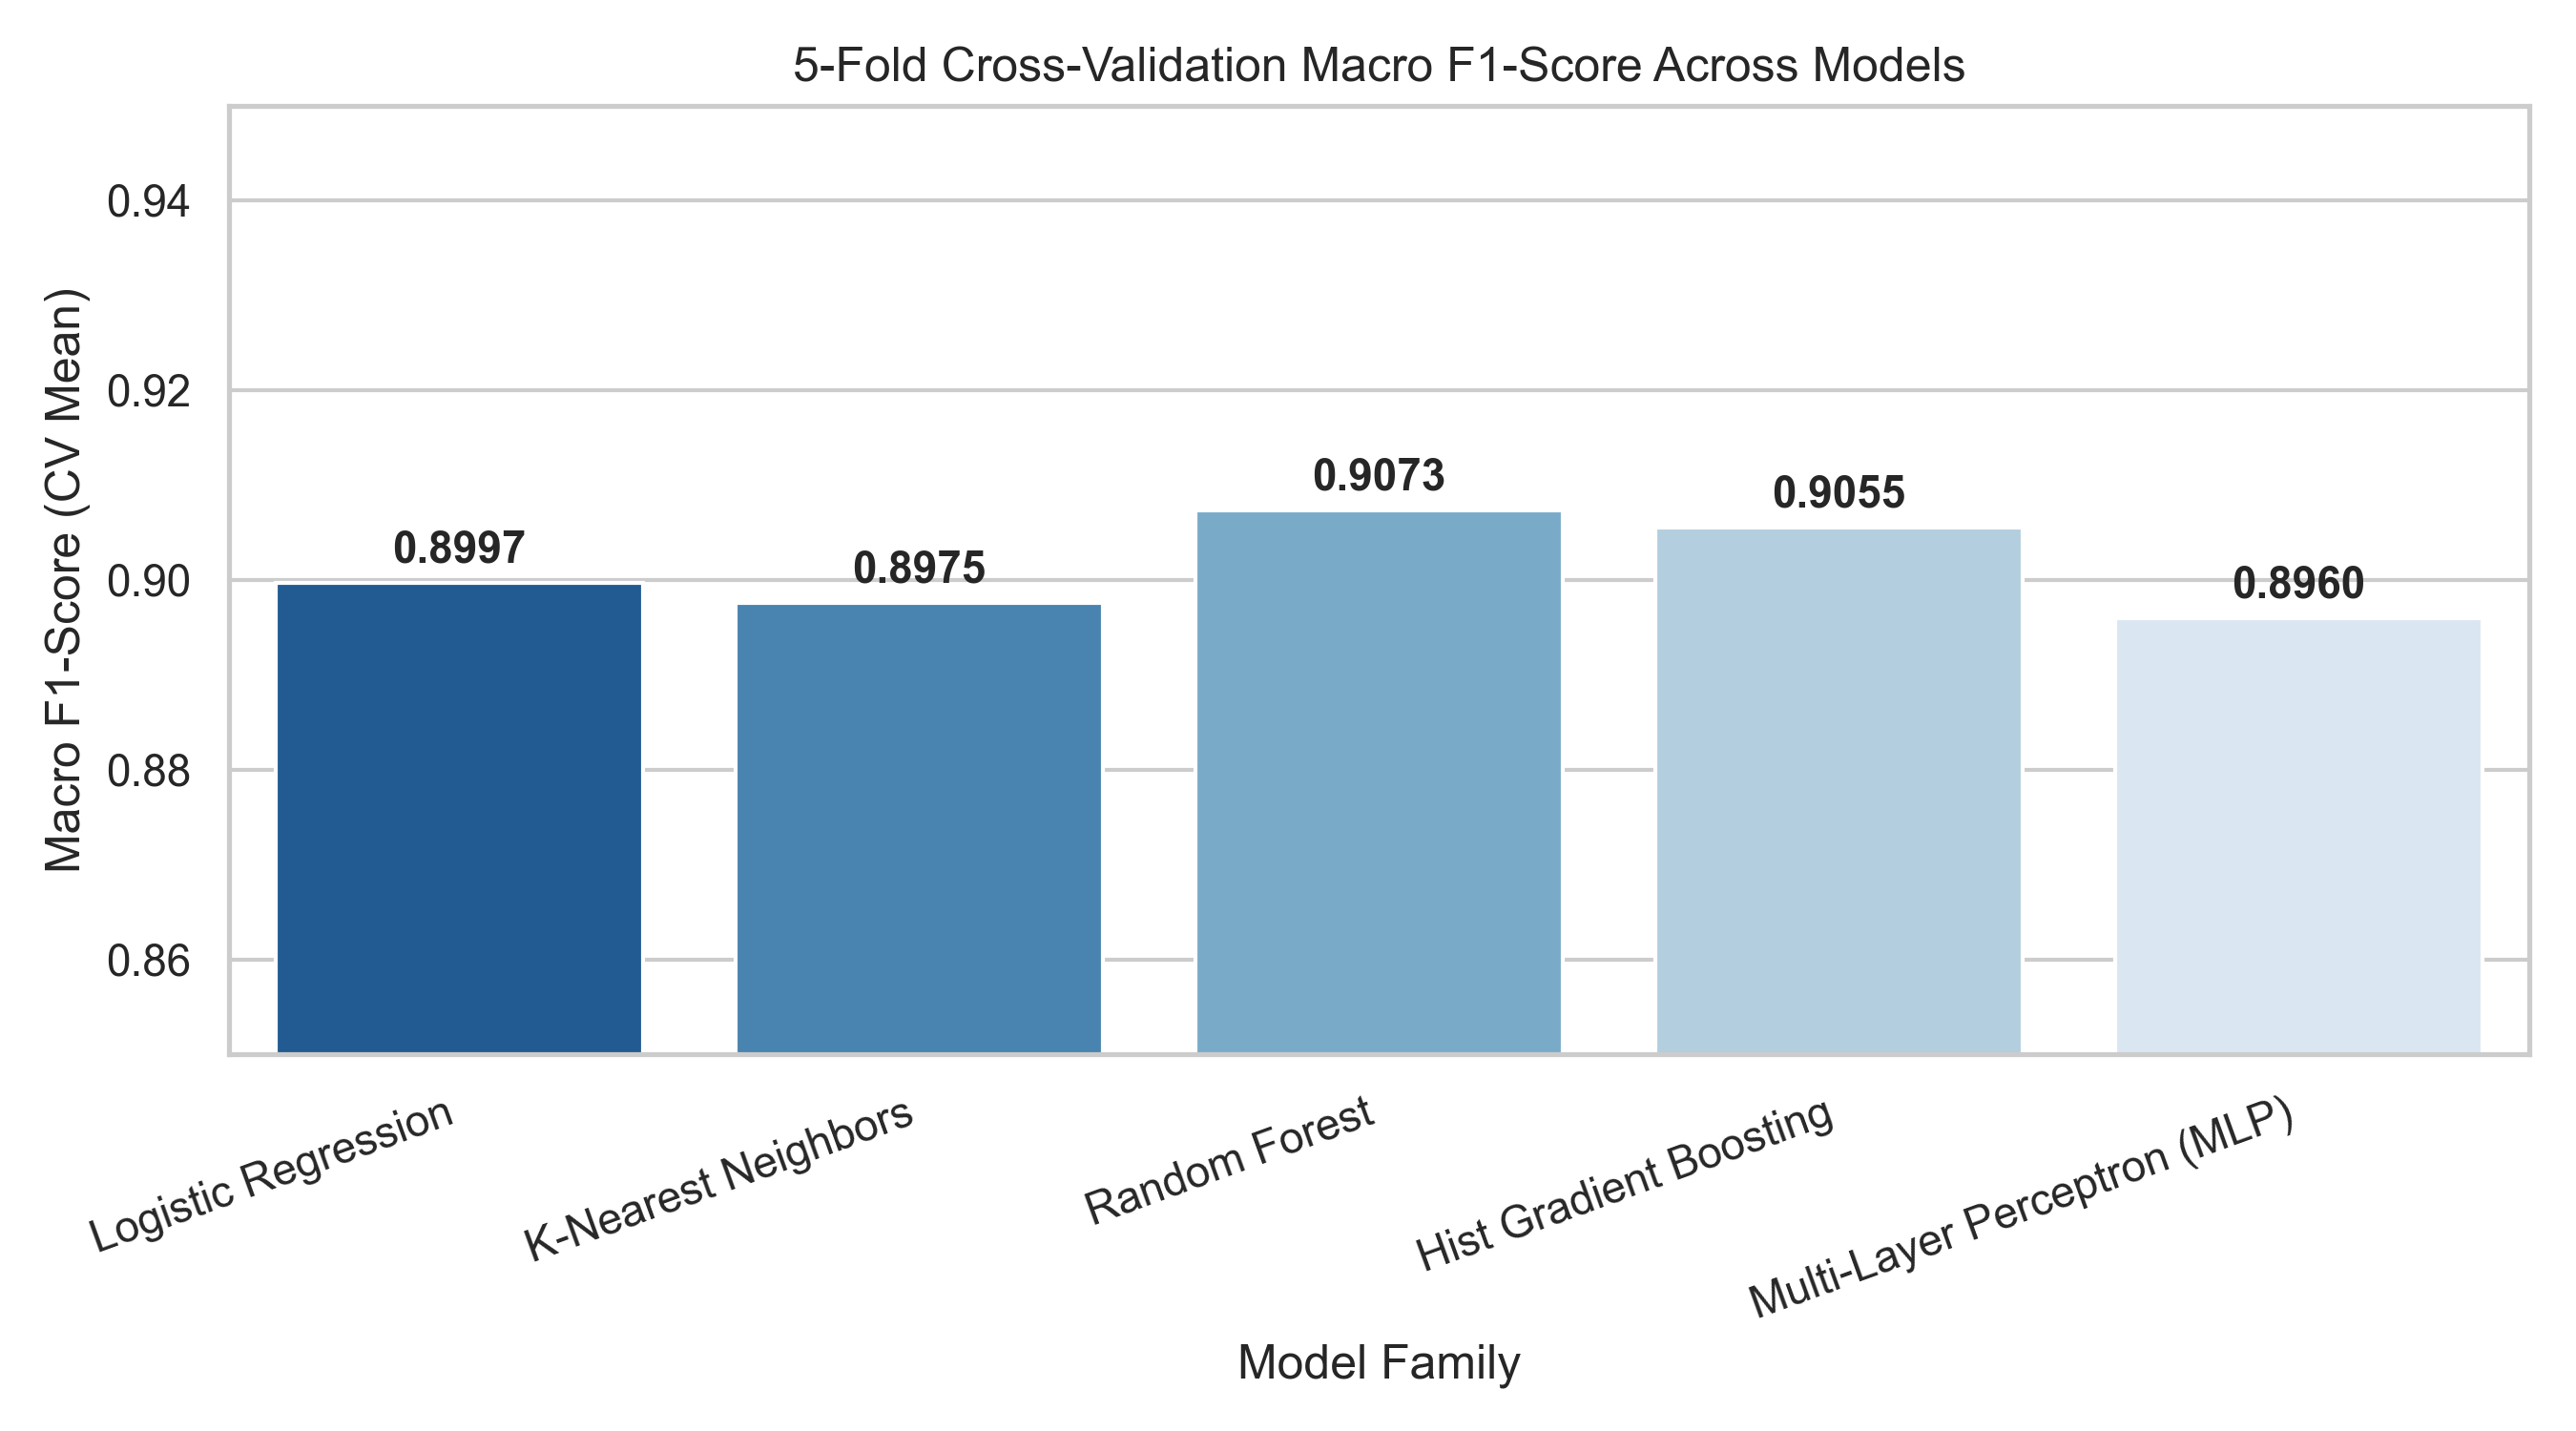 5-Fold Cross-Validation Macro F1-Score Across Models
Macro F1-Score (CV Mean)
0.94
0.92
0.90
0.88
0.86
0.8997
0.8975
0.9073
0.9055
0.8960
Logistic Regression
K-Nearest Neighbors
Random Forest
Hist Gradient Boosting
Multi-Layer Perceptron (MLP)
Model Family